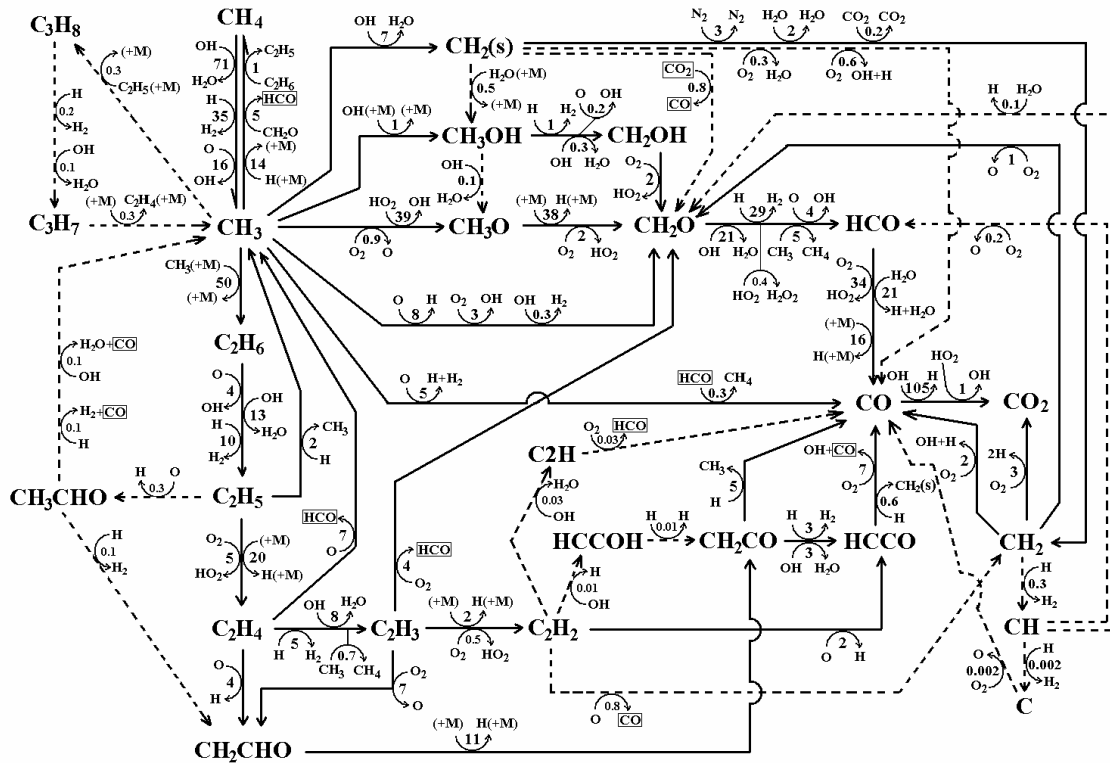 C3H8
CH4
N2 N2 H2O H2O CO2 CO2
3 2 0.2
OH H2O
7
CH2(s)
0.3 0.6
O2 H2O O2 OH+H
(+M)
0.3
C2H5(+M)
OH
71
H2O
C2H5
1
C2H6
H
35
H2
HCO
5
CH2O
O
16
OH
(+M)
14
H(+M)
H
0.2
H2
OH
0.1
H2O
H2O(+M)
0.5
(+M)
CO2
0.8
CO
H H2O
0.1
OH(+M) (+M)
1
CH3OH
H H2
1
O OH
0.2
0.3
OH H2O
CH2OH
1
O O2
OH
0.1
H2O
O2
2
HO2
C3H7
(+M) C2H4(+M)
0.3
CH3
HO2 OH
39
0.9
O2 O
CH3O
(+M) H(+M)
38
2
O2 HO2
CH2O
H H2
29
O OH
4
21
OH H2O
5
CH3 CH4
0.4
HO2 H2O2
HCO
0.2
O O2
CH3(+M)
50
(+M)
O2
34
HO2
H2O
21
H+H2O
(+M)
16
H(+M)
O H
8
O2 OH
3
OH H2
0.3
C2H6
H2O+CO
0.1
OH
H2+CO
0.1
H
O
4
OH
OH
13
H2O
H
10
H2
CH3
2
H
O H+H2
5
HCO CH4
0.3
CO
OH H
105
HO2
OH
1
CO2
C2H
O2 HCO
0.03
H2O
0.03
OH
CH3
5
H
OH+CO
7
O2
CH2(s)
0.6
H
OH+H
2
O2
2H
3
O2
CH3CHO
H O
0.3
C2H5
H
0.1
H2
HCO
7
O
O2
5
HO2
(+M)
20
H(+M)
HCO
4
O2
HCCOH
H H
0.01
CH2CO
H H2
3
3
OH H2O
HCCO
CH2
H
0.01
OH
H
0.3
H2
C2H4
OH H2O
8
5
H H2
0.7
CH3 CH4
C2H3
(+M) H(+M)
2
0.5
O2 HO2
C2H2
2
O H
CH
O
4
H
O2
7
O
0.8
O CO
O
0.002
O2
H
0.002
H2
C
CH2CHO
(+M) H(+M)
11